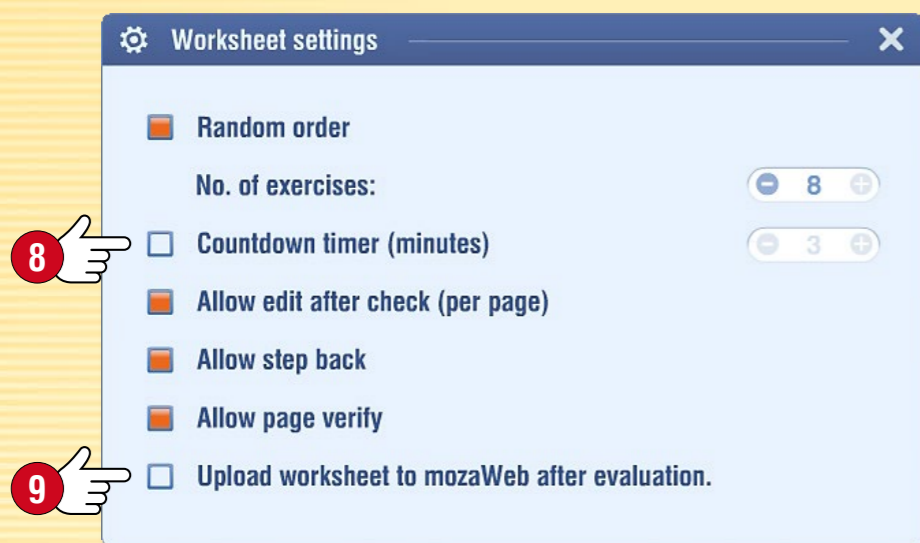 Worksheet settings
Random order
No. of exercises: 8
8 Countdown timer (minutes) 3
Allow edit after check (per page)
Allow step back
Allow page verify
9 Upload worksheet to mozaWeb after evaluation.